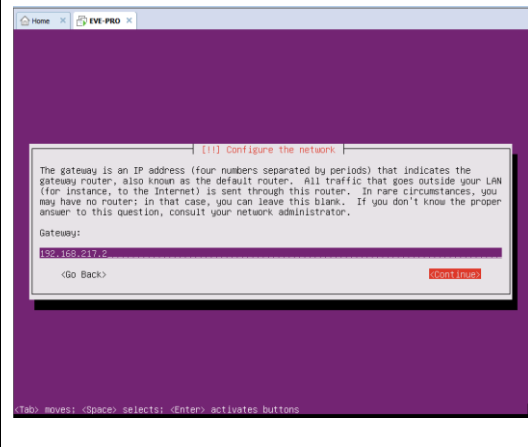 Home × EVE-PRO ×
[!!] Configure the network
The gateway is an IP address (four numbers separated by periods) that indicates the
gateway router, also known as the default router. All traffic that goes outside your LAN
(for instance, to the Internet) is sent through this router. In rare circumstances, you
may have no router; in that case, you can leave this blank. If you don't know the proper
answer to this question, consult your network administrator.
Gateway:
192.168.217.2
<Go Back> <Continue>
<Tab> moves; <Space> selects; <Enter> activates buttons